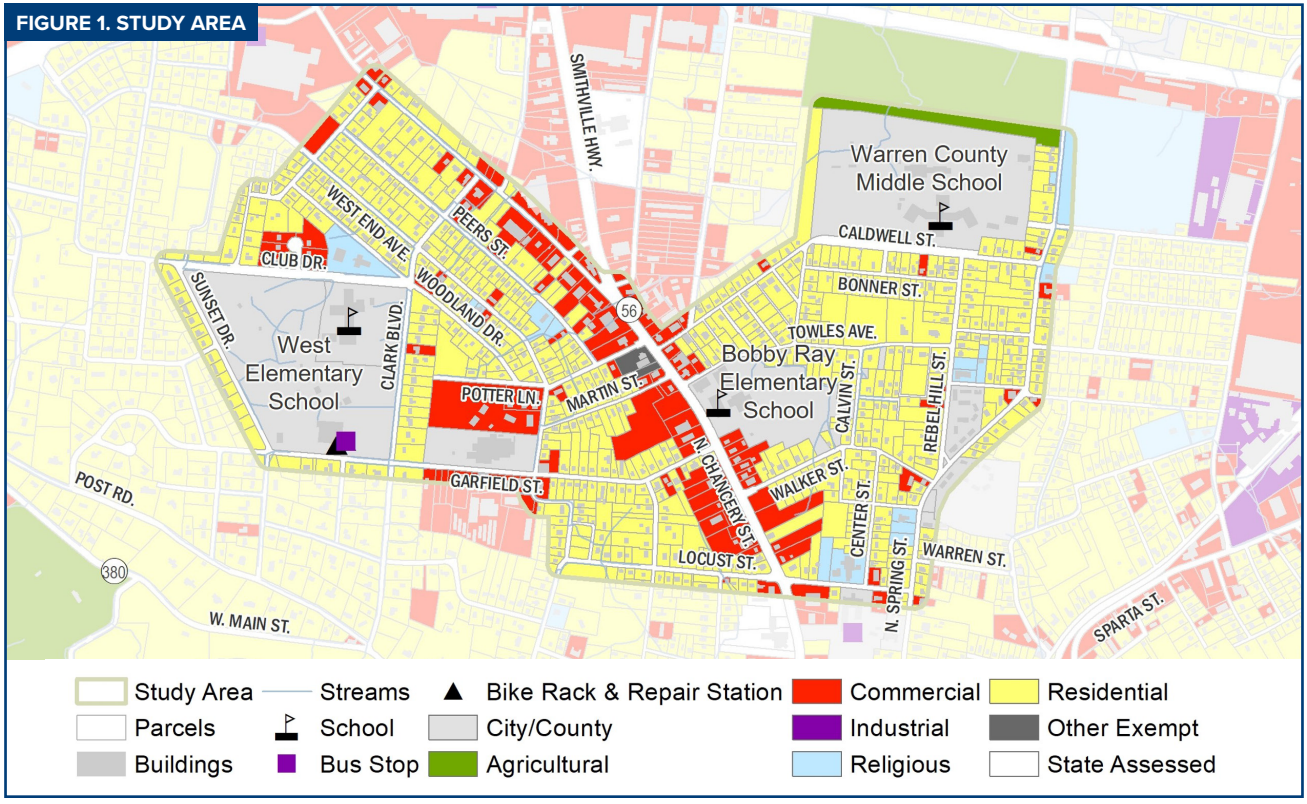 FIGURE 1. STUDY AREA
SMITHVILLE HWY.
Warren County
Middle School
WEST END AVE.
PEERS ST.
CALDWELL ST.
CLUB DR.
BONNER ST.
SUNSET DR.
WOODLAND DR.
56
TOWLES AVE.
West
Elementary
School
CLARK BLVD.
Bobby Ray
Elementary
School
POTTER LN.
MARTIN ST.
CALVIN ST.
REBEL HILL ST.
N. CHANCERY ST.
WALKER ST.
GARFIELD ST.
POST RD.
CENTER ST.
LOCUST ST.
N. SPRING ST.
WARREN ST.
380
W. MAIN ST.
SPARTA ST.
Study Area
Streams
Bike Rack & Repair Station
Commercial
Residential
Parcels
School
City/County
Industrial
Other Exempt
Buildings
Bus Stop
Agricultural
Religious
State Assessed